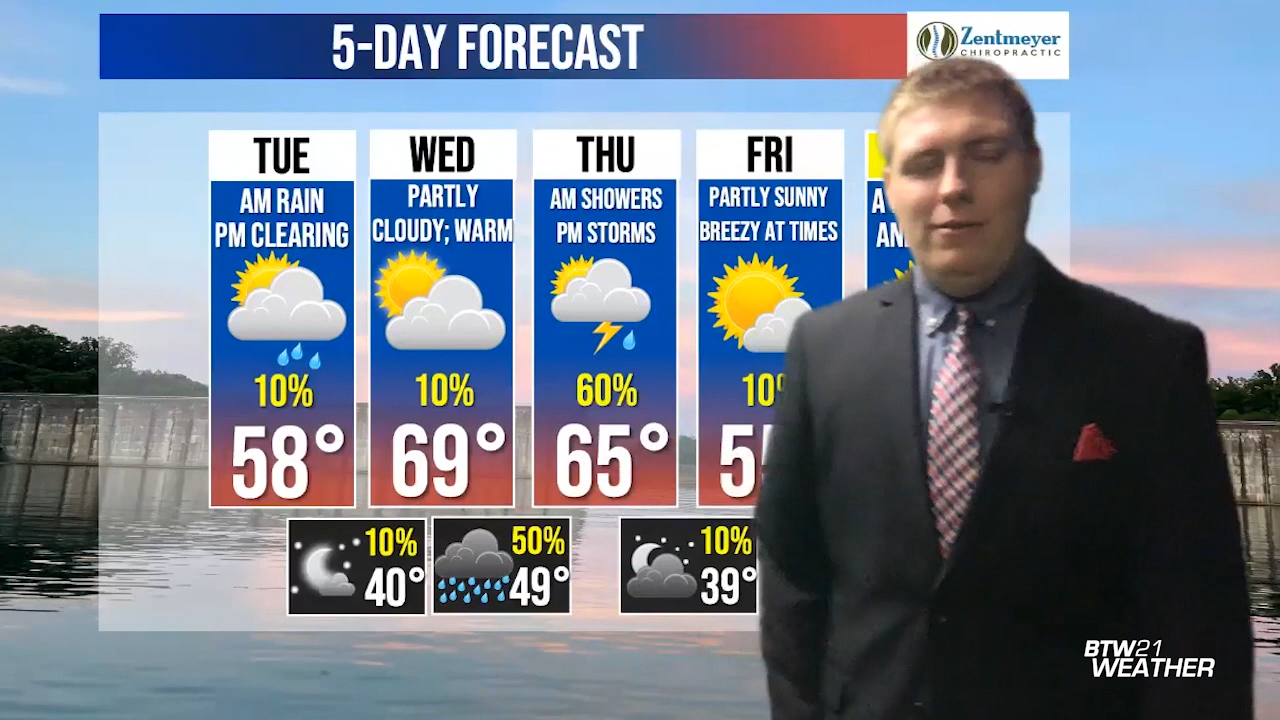 5-DAY FORECAST
Zentmeyer
CHIROPRACTIC
TUE
AM RAIN
PM CLEARING
10%
58°
WED
PARTLY
CLOUDY; WARM
10%
69°
THU
AM SHOWERS
PM STORMS
60%
65°
FRI
PARTLY SUNNY
BREEZY AT TIMES
10%
40°
50%
49°
10%
39°
BTW21
WEATHER